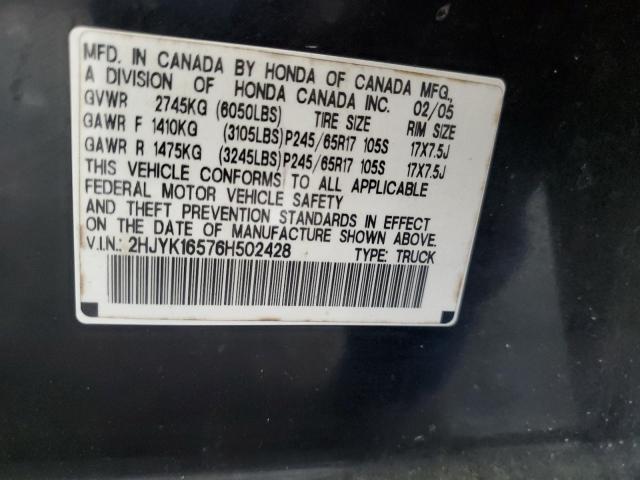 MFD. IN CANADA BY HONDA OF CANADA MFG.,
A DIVISION OF HONDA CANADA INC. 02/05
GVWR 2745KG (6050LBS) TIRE SIZE RIM SIZE
GAWR F 1410KG (3105LBS)P245/65R17 105S 17X7.5J
GAWR R 1475KG (3245LBS)P245/65R17 105S 17X7.5J
THIS VEHICLE CONFORMS TO ALL APPLICABLE
FEDERAL MOTOR VEHICLE SAFETY
AND THEFT PREVENTION STANDARDS IN EFFECT
ON THE DATE OF MANUFACTURE SHOWN ABOVE.
V.I.N.: 2HJYK16576H502428 TYPE: TRUCK